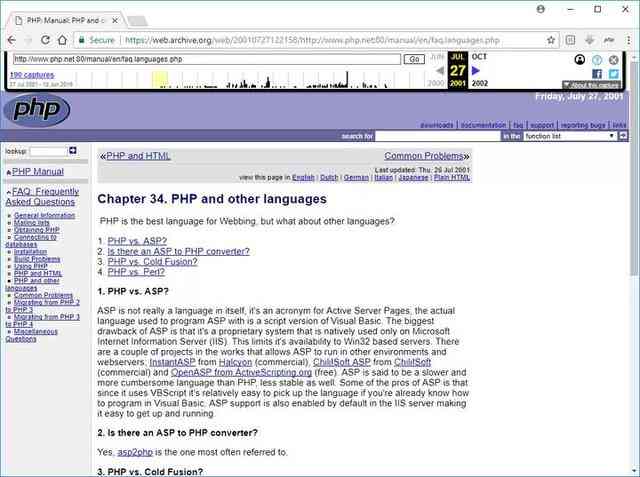 PHP: Manual: PHP and ot
Secure https://web.archive.org/web/20010727122158/http://www.php.net:80/manual/en/faq.languages.php
http://www.php.net:80/manual/en/faq.languages.php Go JUN JUL OCT
190 captures 27
27 Jul 2001 - 13 Jun 2016 2000 2001 2002 About this capture
php
Friday, July 27, 2001
downloads | documentation | faq | support | reporting bugs | links
search for in the function list
lookup:
PHP Manual
FAQ: Frequently
Asked Questions
General Information
Mailing lists
Obtaining PHP
Connecting to
databases
Installation
Build Problems
Using PHP
PHP and HTML
PHP and other
languages
Common Problems
Migrating from PHP 2
to PHP 3
Migrating from PHP 3
to PHP 4
Miscellaneous
Questions
«PHP and HTML Common Problems»
Last updated: Thu, 26 Jul 2001
view this page in English | Dutch | German | Italian | Japanese | Plain HTML
Chapter 34. PHP and other languages
PHP is the best language for Webbing, but what about other languages?
1. PHP vs. ASP?
2. Is there an ASP to PHP converter?
3. PHP vs. Cold Fusion?
4. PHP vs. Perl?
1. PHP vs. ASP?
ASP is not really a language in itself, it's an acronym for Active Server Pages, the actual
language used to program ASP with is a script version of Visual Basic. The biggest
drawback of ASP is that it's a proprietary system that is natively used only on Microsoft
Internet Information Server (IIS). This limits it's availability to Win32 based servers. There
are a couple of projects in the works that allows ASP to run in other environments and
webservers: InstantASP from Halcyon (commercial), Chili!Soft ASP from Chili!Soft
(commercial) and OpenASP from ActiveScripting.org (free). ASP is said to be a slower and
more cumbersome language than PHP, less stable as well. Some of the pros of ASP is that
since it uses VBScript it's relatively easy to pick up the language if you're already know how
to program in Visual Basic. ASP support is also enabled by default in the IIS server making
it easy to get up and running.
2. Is there an ASP to PHP converter?
Yes, asp2php is the one most often referred to.
3. PHP vs. Cold Fusion?